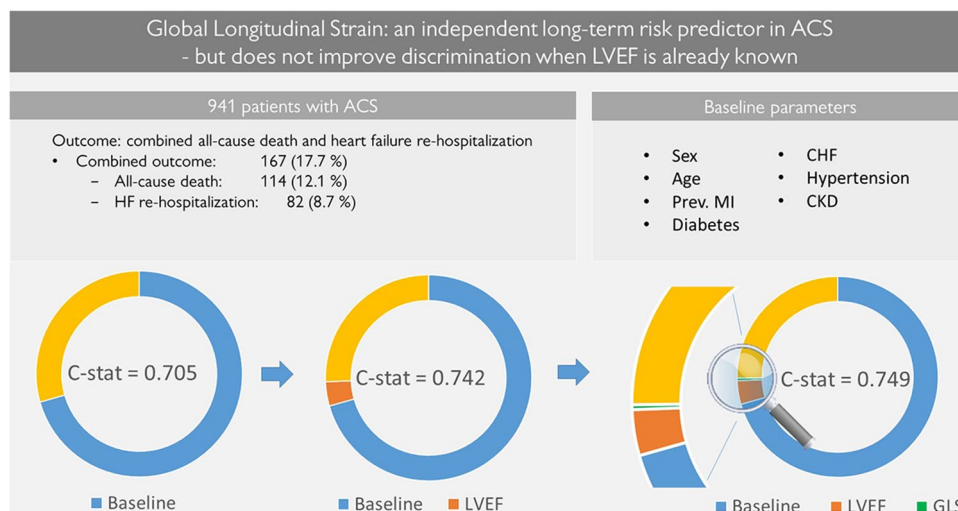 Global Longitudinal Strain: an independent long-term risk predictor in ACS
- but does not improve discrimination when LVEF is already known
941 patients with ACS
Outcome: combined all-cause death and heart failure re-hospitalization
• Combined outcome: 167 (17.7 %)
– All-cause death: 114 (12.1 %)
– HF re-hospitalization: 82 (8.7 %)
Baseline parameters
• Sex
• Age
• Prev. MI
• Diabetes
• CHF
• Hypertension
• CKD
C-stat = 0.705
C-stat = 0.742
C-stat = 0.749
Baseline
Baseline LVEF
Baseline LVEF GLS